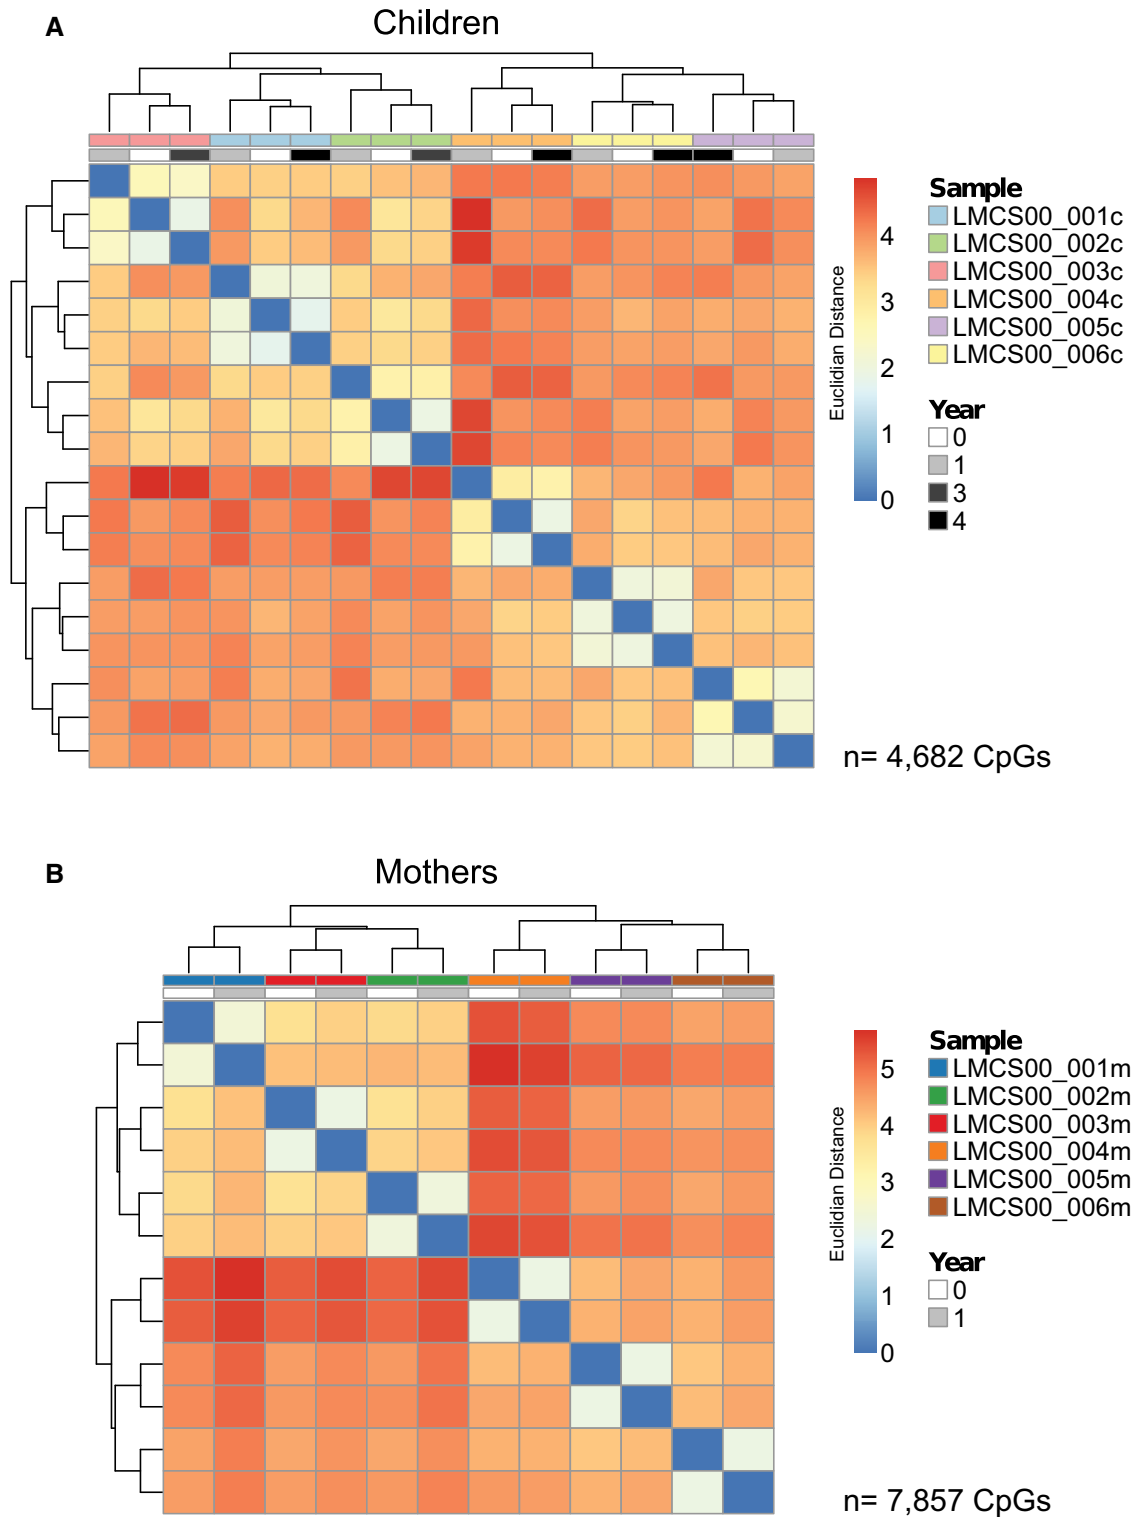 A
Children
Sample
LMCS00_001c
LMCS00_002c
LMCS00_003c
LMCS00_004c
LMCS00_005c
LMCS00_006c
Year
0
1
3
4
Euclidian Distance
4
3
2
1
0
n= 4,682 CpGs
B
Mothers
Sample
LMCS00_001m
LMCS00_002m
LMCS00_003m
LMCS00_004m
LMCS00_005m
LMCS00_006m
Year
0
1
Euclidian Distance
5
4
3
2
1
0
n= 7,857 CpGs